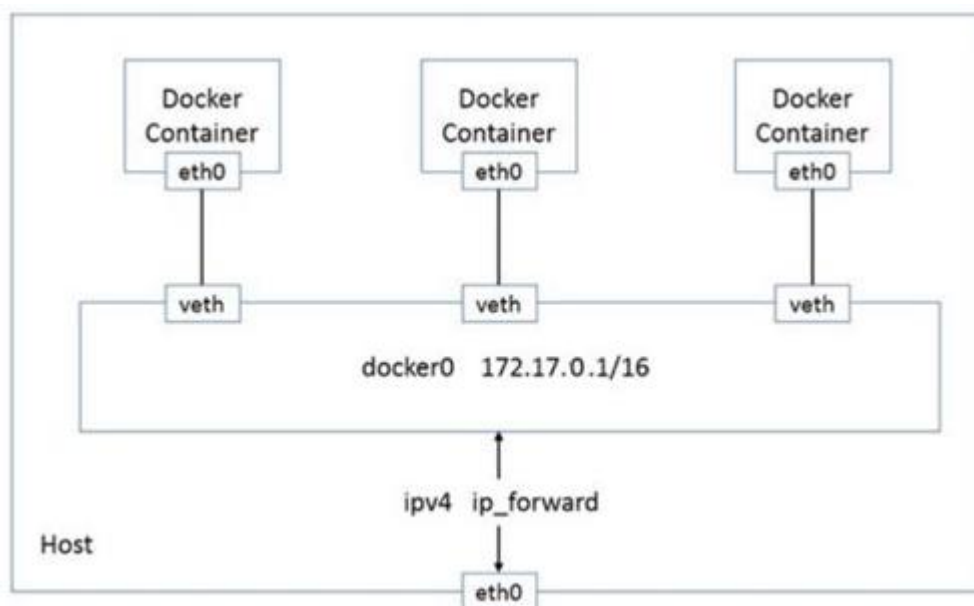 Docker
Container
eth0
Docker
Container
eth0
Docker
Container
eth0
veth
veth
veth
docker0 172.17.0.1/16
ipv4 ip_forward
Host
eth0